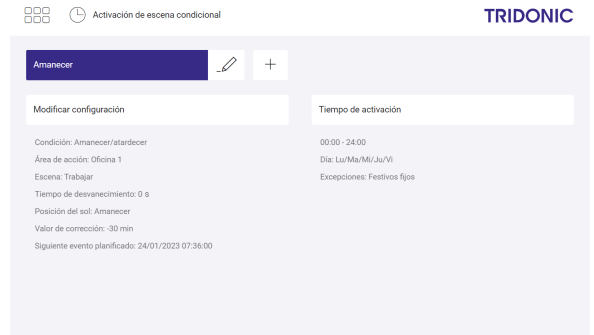 Activación de escena condicional
TRIDONIC
Amanecer
Modificar configuración
Condición: Amanecer/atardecer
Área de acción: Oficina 1
Escena: Trabajar
Tiempo de desvanecimiento: 0 s
Posición del sol: Amanecer
Valor de corrección: -30 min
Siguiente evento planificado: 24/01/2023 07:36:00
Tiempo de activación
00:00 - 24:00
Día: Lu/Ma/Mi/Ju/Vi
Excepciones: Festivos fijos